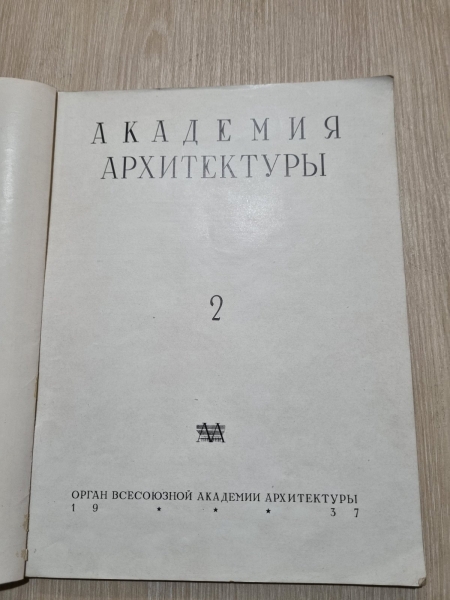 АКАДЕМИЯ
АРХИТЕКТУРЫ
2
АА
ОРГАН ВСЕСОЮЗНОЙ АКАДЕМИИ АРХИТЕКТУРЫ
19 * * * 37